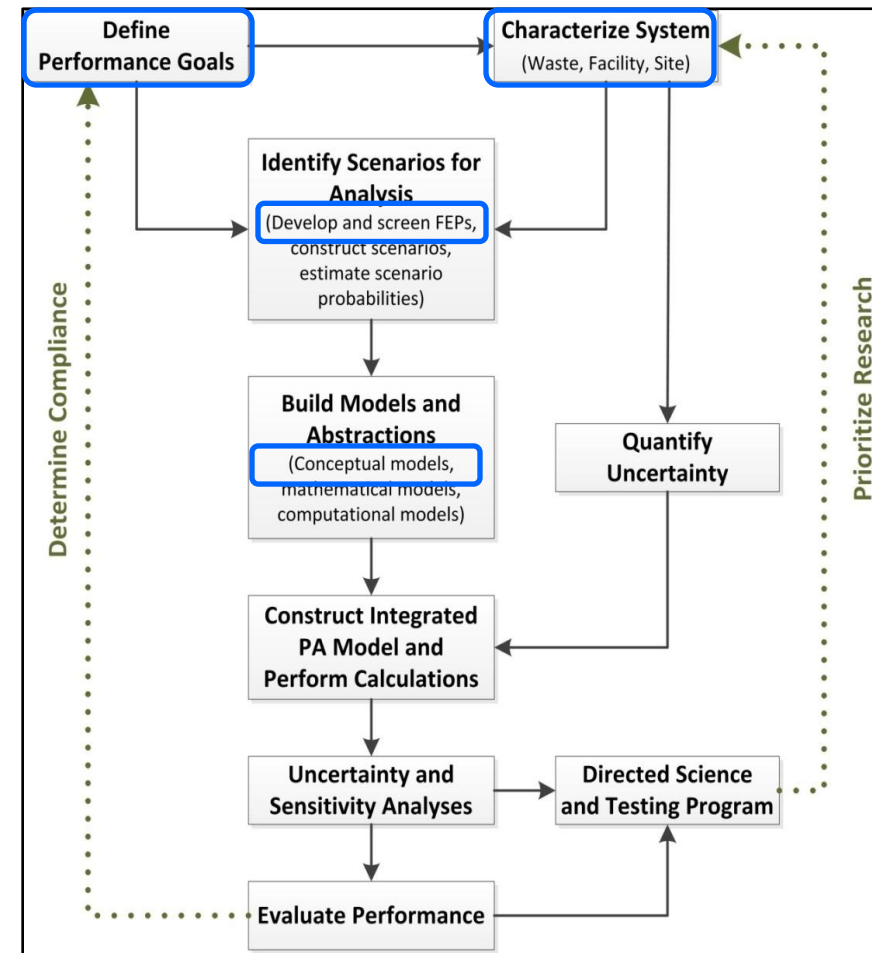 Define
Performance Goals
Characterize System
(Waste, Facility, Site)
Identify Scenarios for
Analysis
(Develop and screen FEPs,
construct scenarios,
estimate scenario
probabilities)
Build Models and
Abstractions
(Conceptual models,
mathematical models,
computational models)
Quantify
Uncertainty
Construct Integrated
PA Model and
Perform Calculations
Uncertainty and
Sensitivity Analyses
Directed Science
and Testing Program
Evaluate Performance
Determine Compliance
Prioritize Research